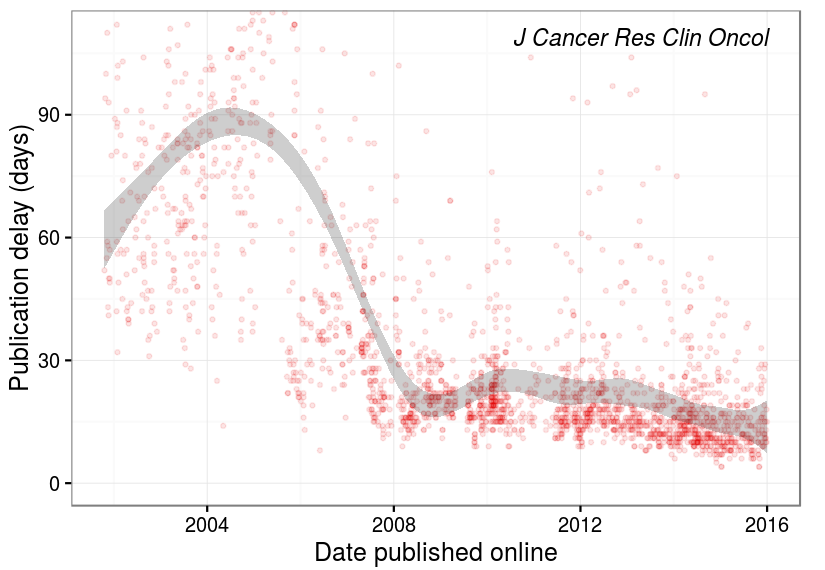 J Cancer Res Clin Oncol
Publication delay (days)
90
60
30
0
2004 2008 2012 2016
Date published online